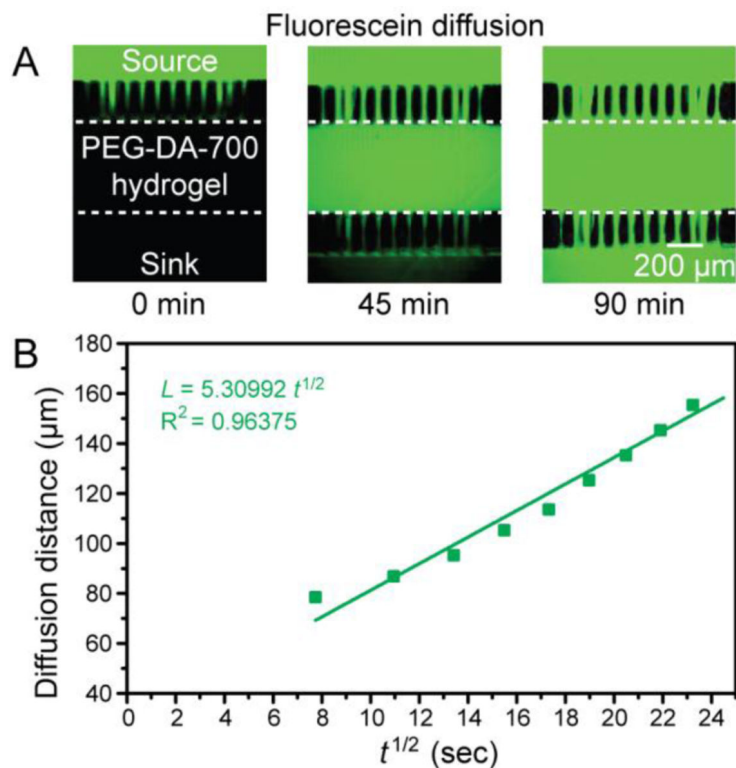 Fluorescein diffusion
A
Source
PEG-DA-700
hydrogel
Sink
200 µm
0 min
45 min
90 min
B
L = 5.30992 t^1/2
R² = 0.96375
Diffusion distance (µm)
180
160
140
120
100
80
60
40
0 2 4 6 8 10 12 14 16 18 20 22 24
t^1/2 (sec)